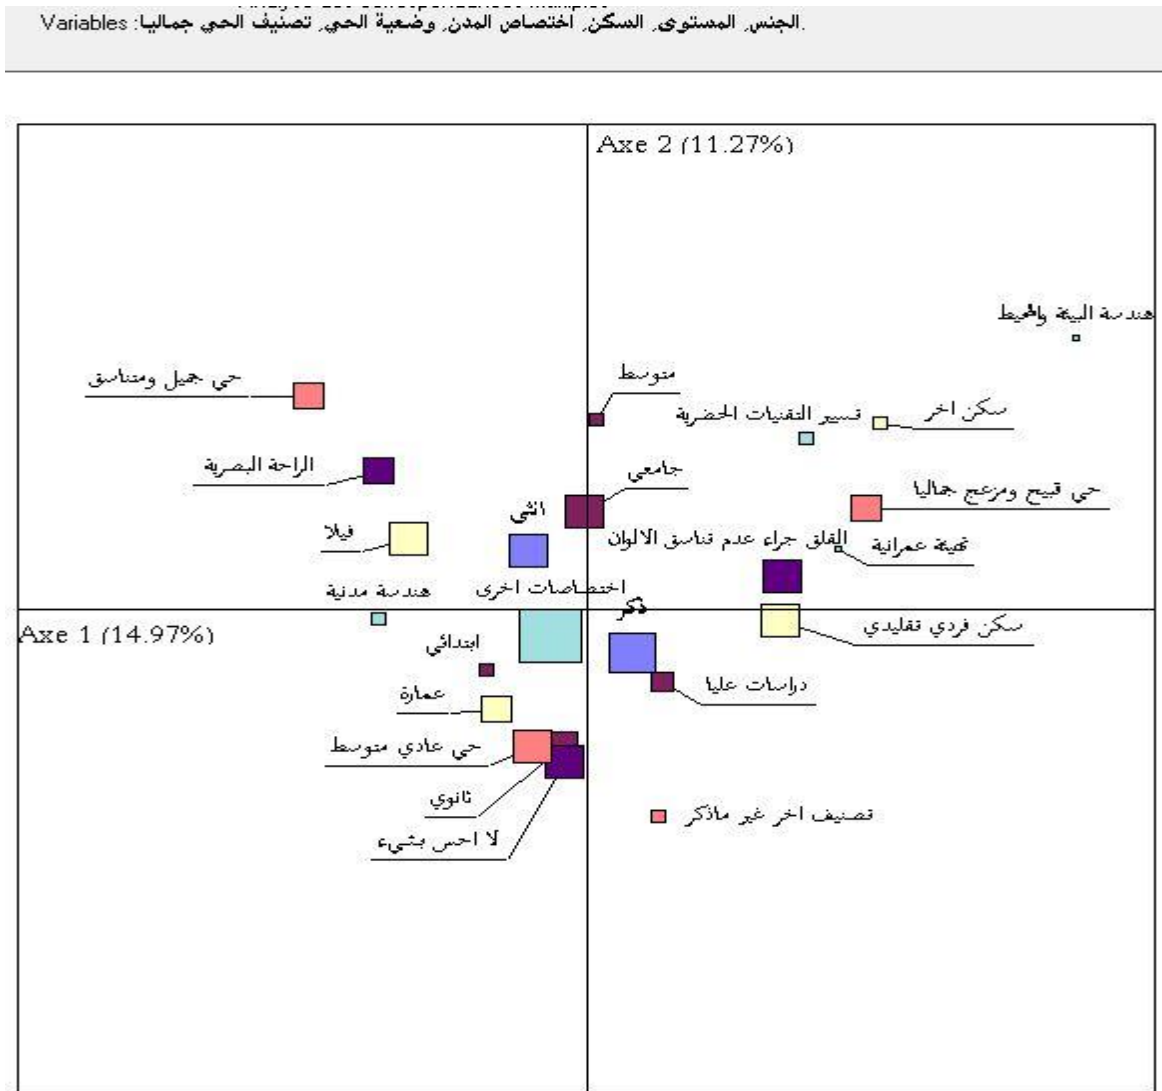 Variables : الجنس, المستوى, السكن, اختصاص المدن, وضعية الحي, تصنيف الحي جماليا.
Axe 2 (11.27%)
هندسة البيئة والمحيط
متوسط
حي جميل ومتناسق
سكن اخر
تسيير التقنيات الحضرية
الراحة البصرية
جامعي
حي قبيح ومزعج جماليا
انثى
فيلا
القلق جراء عدم تناسق الالوان
تهيئة عمرانية
اختصاصات اخرى
هندسة مدنية
ذكر
سكن فردي تقليدي
Axe 1 (14.97%)
ابتدائي
دراسات عليا
عمارة
حي عادي متوسط
ثانوي
تصنيف اخر غير ماذكر
لا احس بشيء